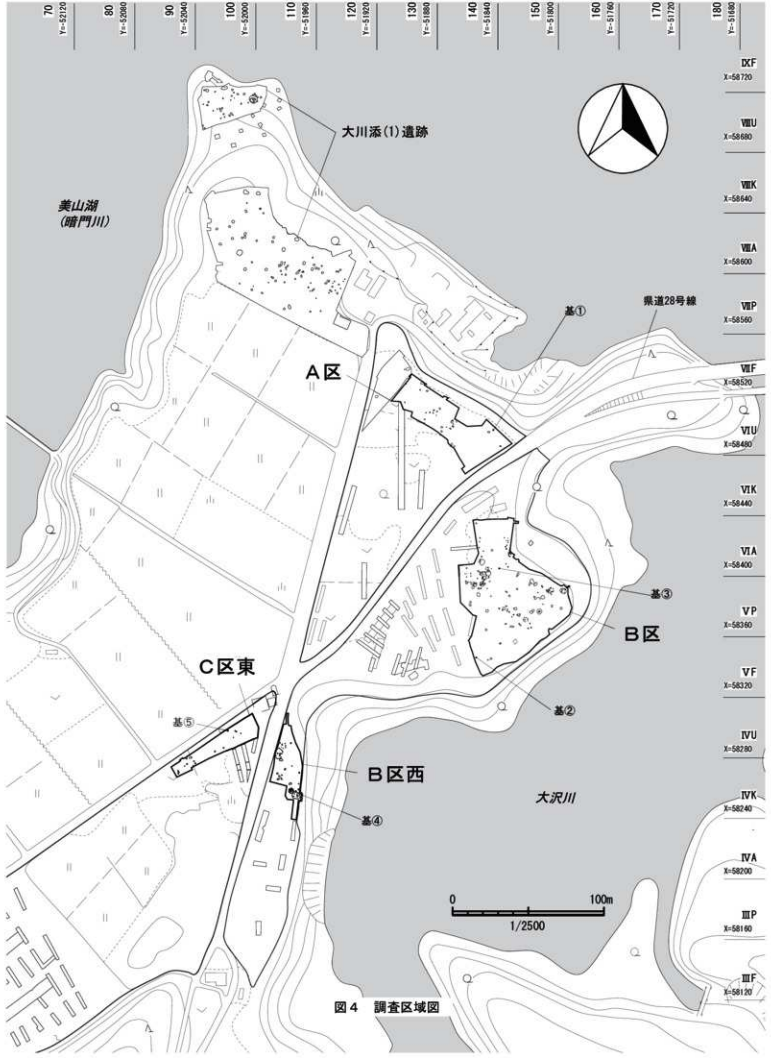 70
Y=-52120
80
Y=-52080
90
Y=-52040
100
Y=-52000
110
Y=-51960
120
Y=-51920
130
Y=-51880
140
Y=-51840
150
Y=-51800
160
Y=-51760
170
Y=-51720
180
Y=-51680
ⅨF
X=58720
ⅧU
X=58680
ⅧK
X=58640
ⅧA
X=58600
ⅦP
X=58560
ⅦF
X=58520
ⅥU
X=58480
ⅥK
X=58440
ⅥA
X=58400
ⅤP
X=58360
ⅤF
X=58320
ⅣU
X=58280
ⅣK
X=58240
ⅣA
X=58200
ⅢP
X=58160
ⅢF
X=58120
大川添(1)遺跡
美山湖
(暗門川)
県道28号線
基①
A区
基③
B区
基②
C区東
基⑤
B区西
基④
大沢川
0 100m
1/2500
図4 調査区域図